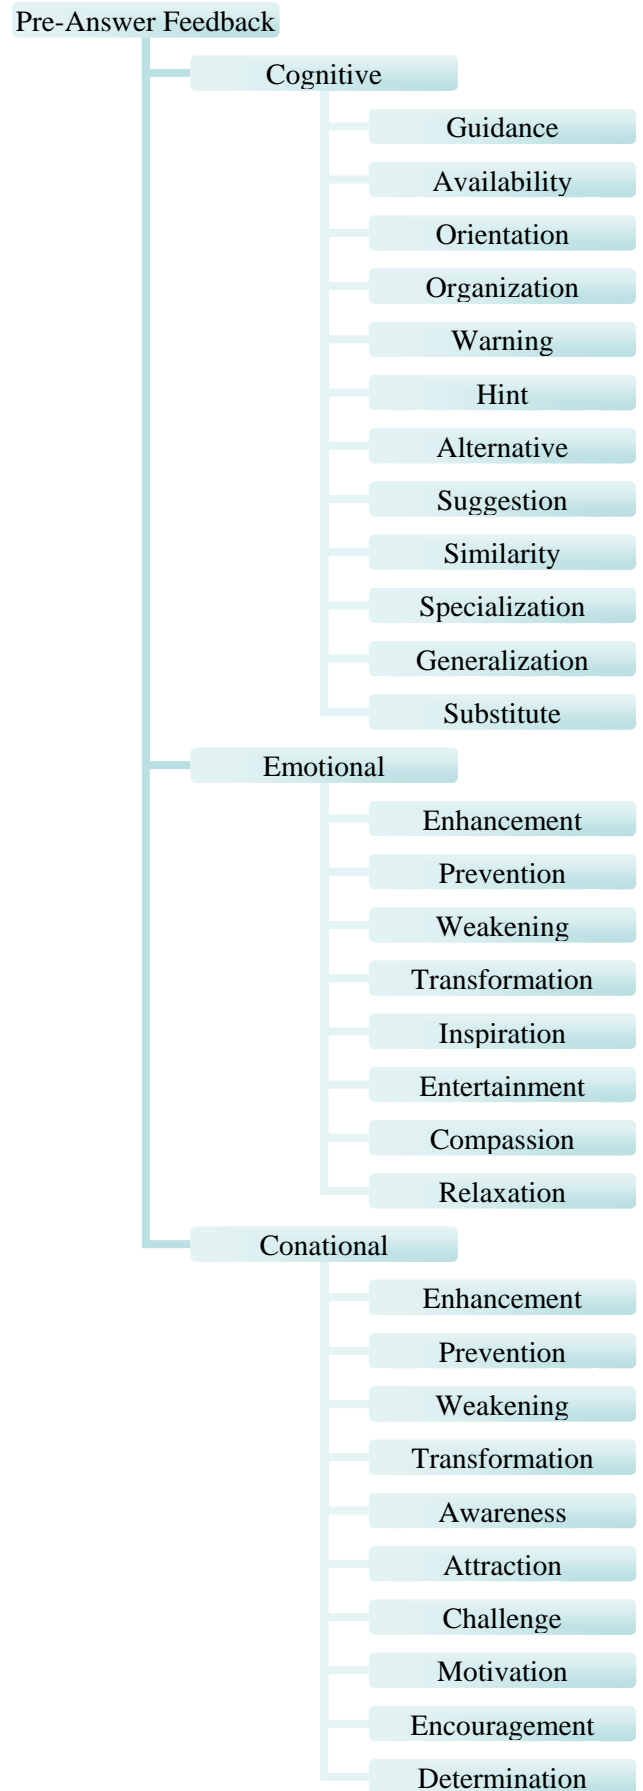 Pre-Answer Feedback
Cognitive
Guidance
Availability
Orientation
Organization
Warning
Hint
Alternative
Suggestion
Similarity
Specialization
Generalization
Substitute
Emotional
Enhancement
Prevention
Weakening
Transformation
Inspiration
Entertainment
Compassion
Relaxation
Conational
Enhancement
Prevention
Weakening
Transformation
Awareness
Attraction
Challenge
Motivation
Encouragement
Determination